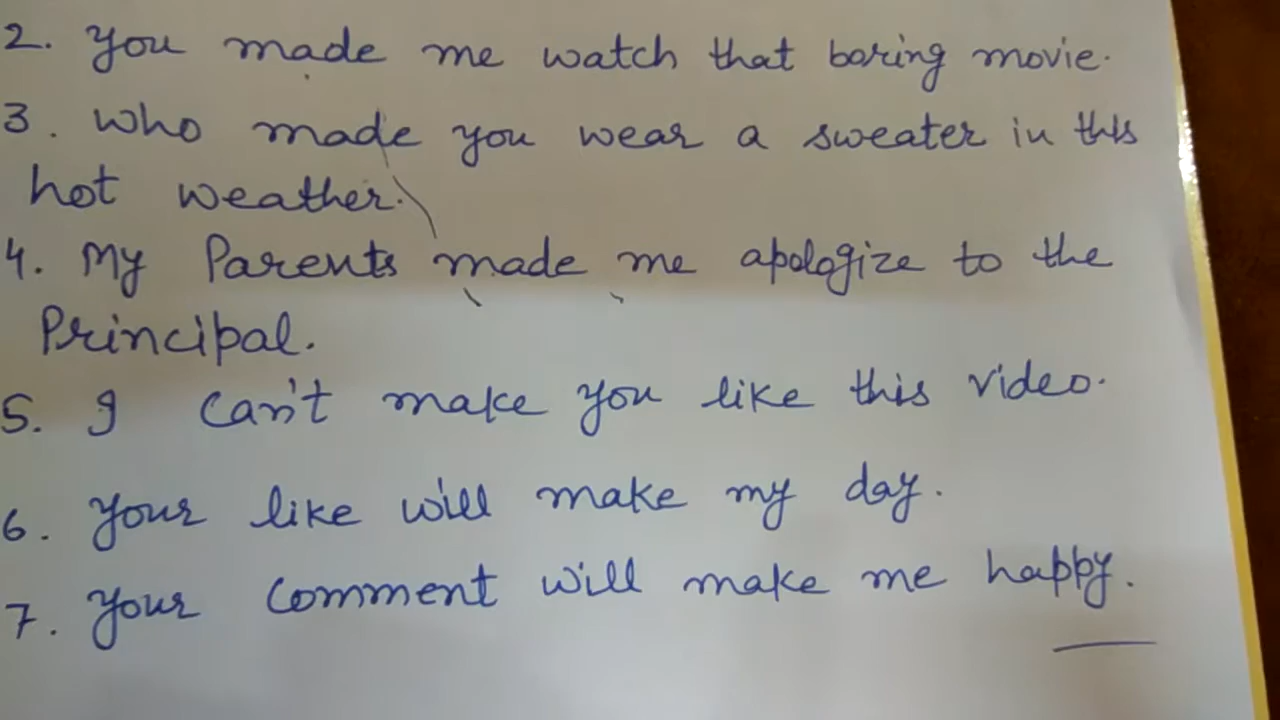 2. You made me watch that boring movie.
3. Who made you wear a sweater in this
hot weather.
4. My Parents made me apologize to the
Principal.
5. I can't make you like this video.
6. Your like will make my day.
7. Your comment will make me happy.